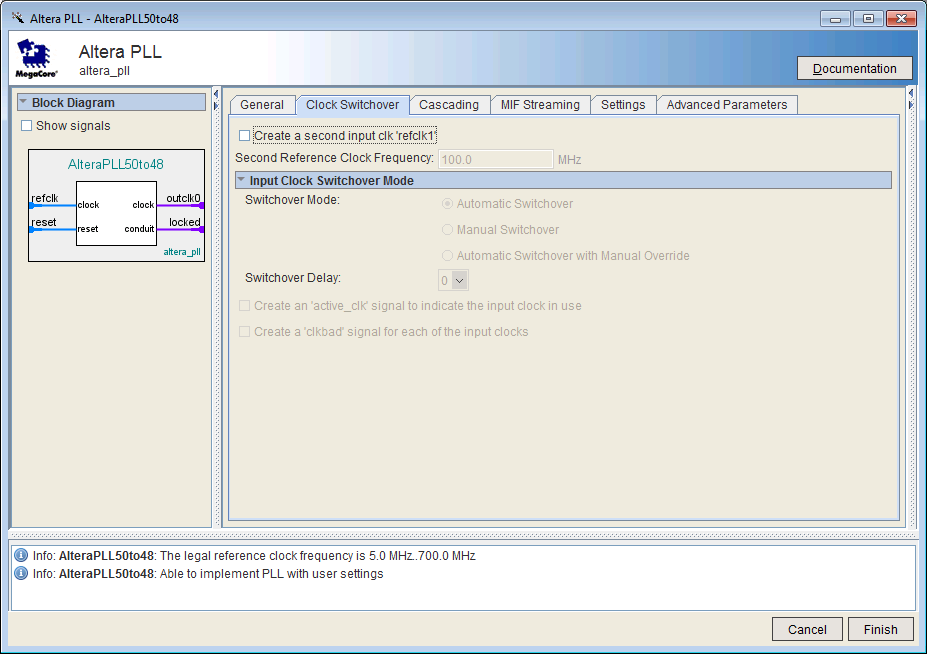 Altera PLL - AlteraPLL50to48
MegaCore®
Altera PLL
altera_pll
Documentation
Block Diagram
Show signals
AlteraPLL50to48
refclk
clock
clock
outclk0
reset
reset
conduit
locked
altera_pll
General
Clock Switchover
Cascading
MIF Streaming
Settings
Advanced Parameters
Create a second input clk 'refclk1'
Second Reference Clock Frequency: 100.0 MHz
Input Clock Switchover Mode
Switchover Mode:
Automatic Switchover
Manual Switchover
Automatic Switchover with Manual Override
Switchover Delay: 0
Create an 'active_clk' signal to indicate the input clock in use
Create a 'clkbad' signal for each of the input clocks
Info: AlteraPLL50to48: The legal reference clock frequency is 5.0 MHz..700.0 MHz
Info: AlteraPLL50to48: Able to implement PLL with user settings
Cancel
Finish